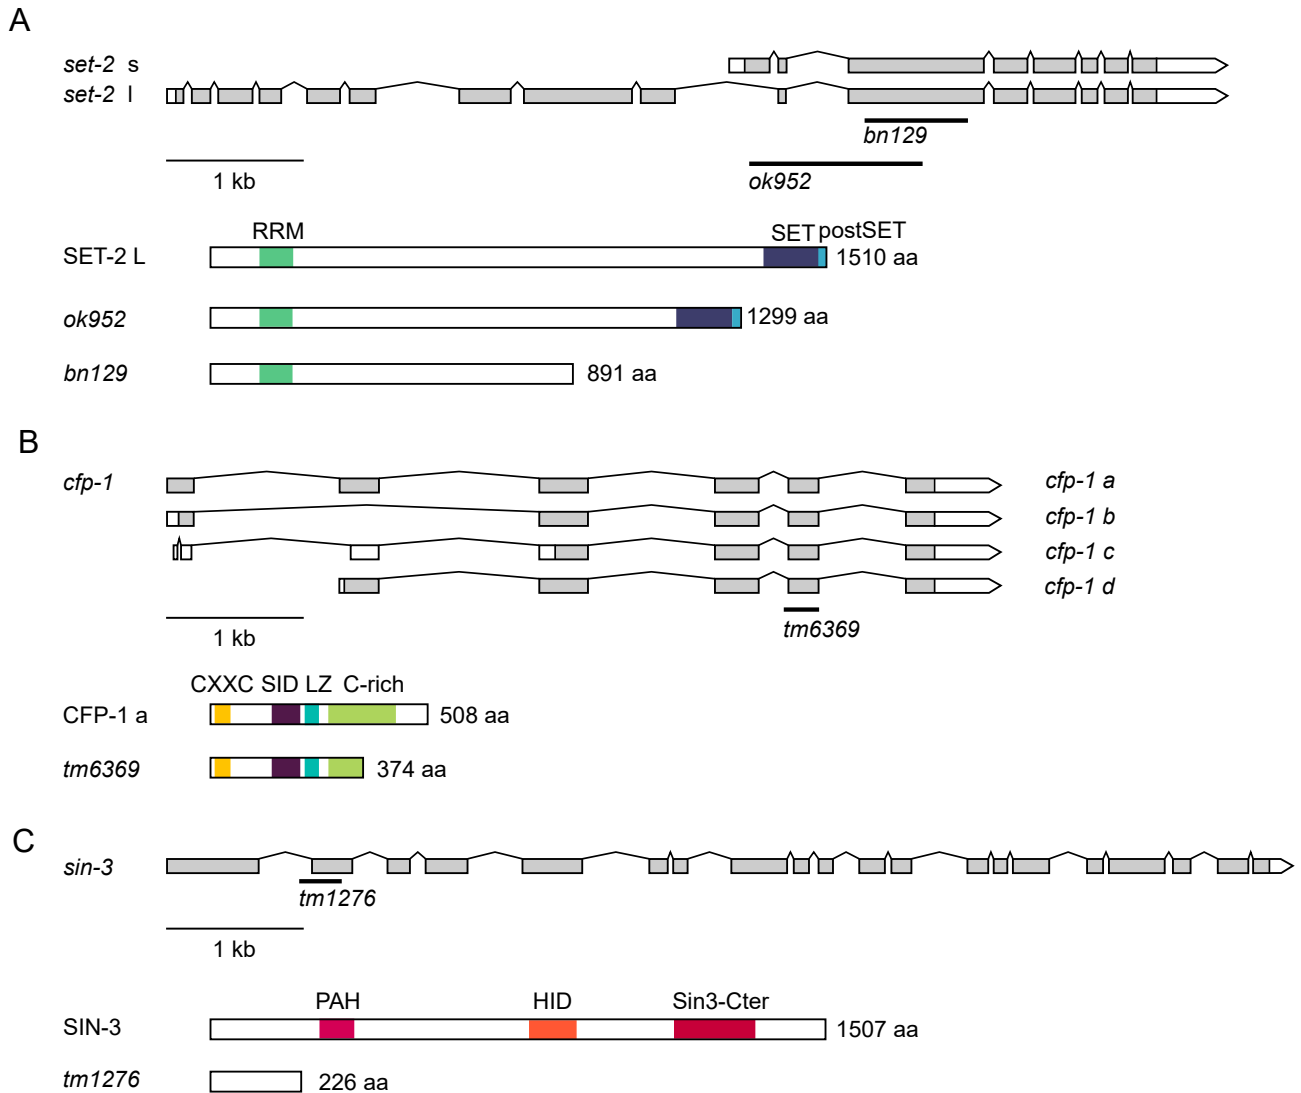 A
set-2 s
set-2 l
bn129
ok952
1 kb
RRM
SET postSET
SET-2 L
1510 aa
ok952
1299 aa
bn129
891 aa
B
cfp-1
cfp-1 a
cfp-1 b
cfp-1 c
cfp-1 d
tm6369
1 kb
CXXC SID LZ C-rich
CFP-1 a
508 aa
tm6369
374 aa
C
sin-3
tm1276
1 kb
PAH HID Sin3-Cter
SIN-3
1507 aa
tm1276
226 aa